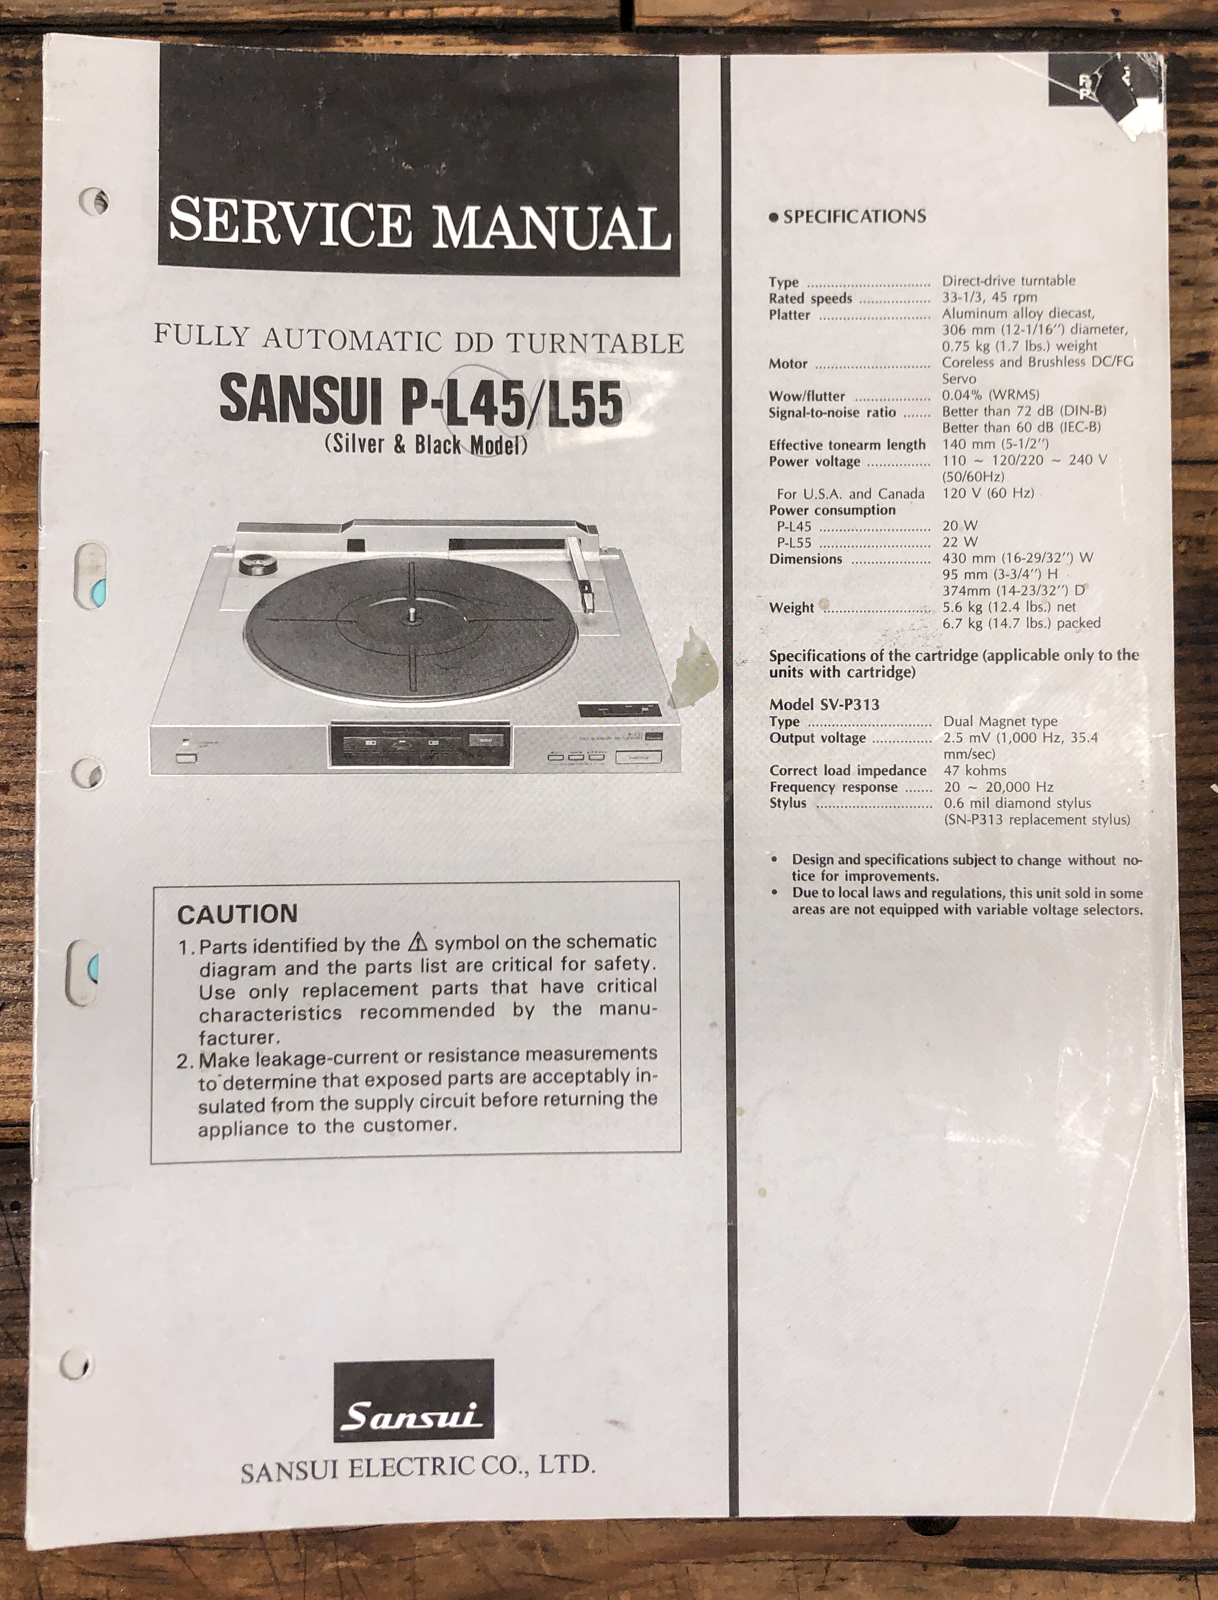 SERVICE MANUAL
FULLY AUTOMATIC DD TURNTABLE
SANSUI P-L45/L55
(Silver & Black Model)
CAUTION
1. Parts identified by the ⚠ symbol on the schematic
diagram and the parts list are critical for safety.
Use only replacement parts that have critical
characteristics recommended by the manu-
facturer.
2. Make leakage-current or resistance measurements
to determine that exposed parts are acceptably in-
sulated from the supply circuit before returning the
appliance to the customer.
Sansui
SANSUI ELECTRIC CO., LTD.
● SPECIFICATIONS
Type .............................. Direct-drive turntable
Rated speeds .................. 33-1/3, 45 rpm
Platter ........................... Aluminum alloy diecast,
306 mm (12-1/16") diameter,
0.75 kg (1.7 lbs.) weight
Motor ............................ Coreless and Brushless DC/FG
Servo
Wow/flutter ................... 0.04% (WRMS)
Signal-to-noise ratio ....... Better than 72 dB (DIN-B)
Better than 60 dB (IEC-B)
Effective tonearm length 140 mm (5-1/2")
Power voltage ................ 110 ~ 120/220 ~ 240 V
(50/60Hz)
For U.S.A. and Canada 120 V (60 Hz)
Power consumption
P-L45 ........................... 20 W
P-L55 ........................... 22 W
Dimensions .................... 430 mm (16-29/32") W
95 mm (3-3/4") H
374mm (14-23/32") D
Weight .......................... 5.6 kg (12.4 lbs.) net
6.7 kg (14.7 lbs.) packed
Specifications of the cartridge (applicable only to the
units with cartridge)
Model SV-P313
Type .............................. Dual Magnet type
Output voltage ............... 2.5 mV (1,000 Hz, 35.4
mm/sec)
Correct load impedance 47 kohms
Frequency response ....... 20 ~ 20,000 Hz
Stylus ............................ 0.6 mil diamond stylus
(SN-P313 replacement stylus)
• Design and specifications subject to change without no-
tice for improvements.
• Due to local laws and regulations, this unit sold in some
areas are not equipped with variable voltage selectors.